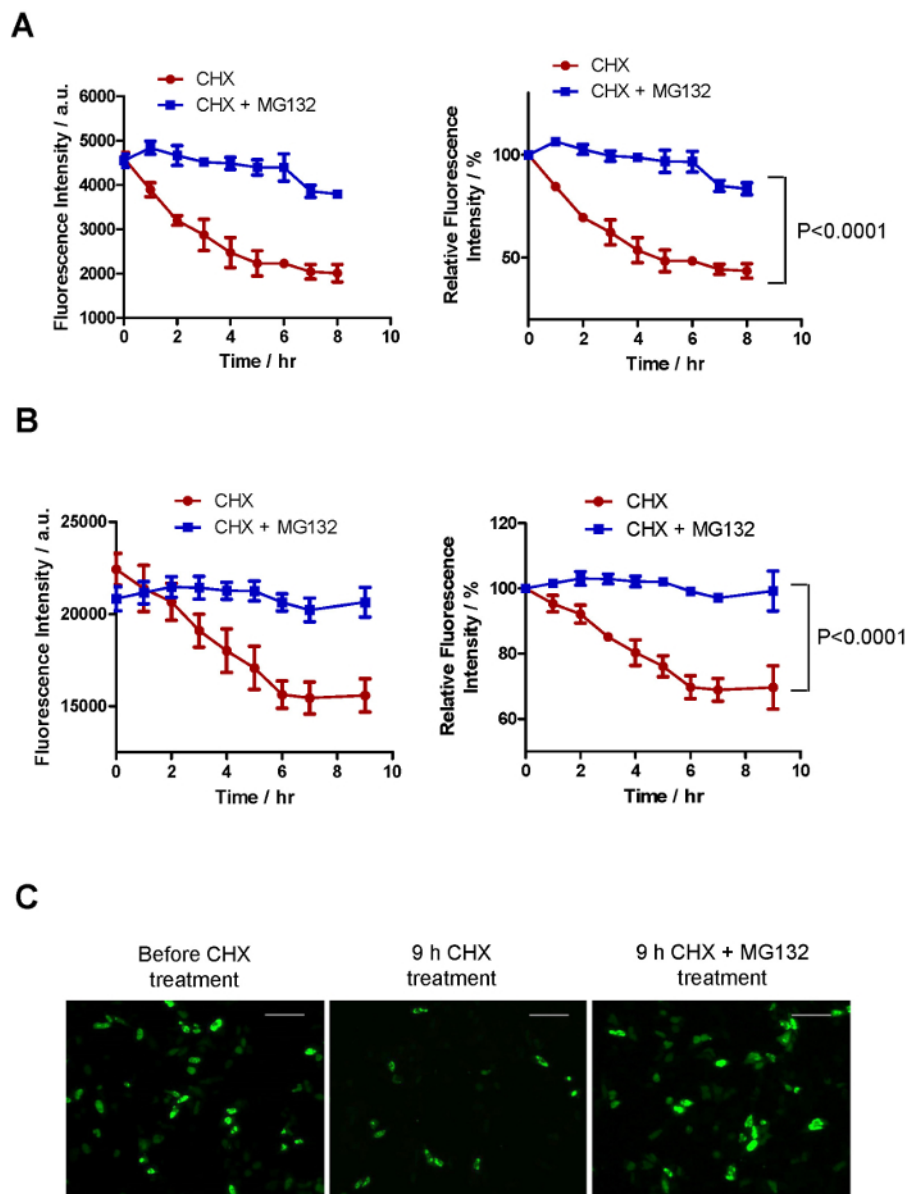 A
CHX
CHX + MG132
Fluorescence Intensity / a.u.
6000
5000
4000
3000
2000
1000
0 2 4 6 8 10
Time / hr
CHX
CHX + MG132
Relative Fluorescence
Intensity / %
100
50
P<0.0001
0 2 4 6 8 10
Time / hr
B
CHX
CHX + MG132
Fluorescence Intensity / a.u.
25000
20000
15000
0 2 4 6 8 10
Time / hr
CHX
CHX + MG132
Relative Fluorescence
Intensity / %
120
100
80
60
P<0.0001
0 2 4 6 8 10
Time / hr
C
Before CHX
treatment
9 h CHX
treatment
9 h CHX + MG132
treatment